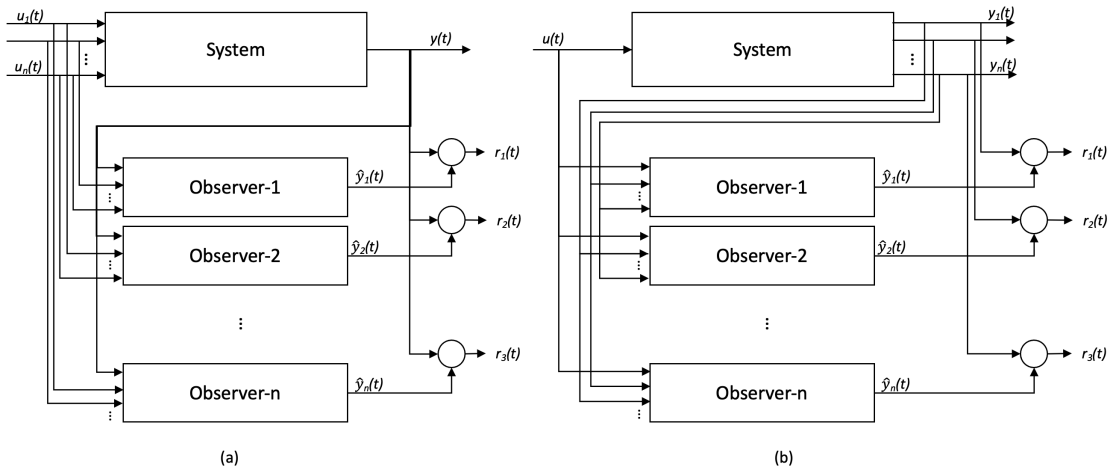 u1(t)
un(t)
⋮
System
y(t)
r1(t)
Observer-1
ŷ1(t)
⋮
r2(t)
Observer-2
ŷ2(t)
⋮
⋮
r3(t)
Observer-n
ŷn(t)
⋮
(a)
u(t)
System
y1(t)
⋮
yn(t)
r1(t)
Observer-1
ŷ1(t)
⋮
r2(t)
Observer-2
ŷ2(t)
⋮
⋮
r3(t)
Observer-n
ŷn(t)
⋮
(b)